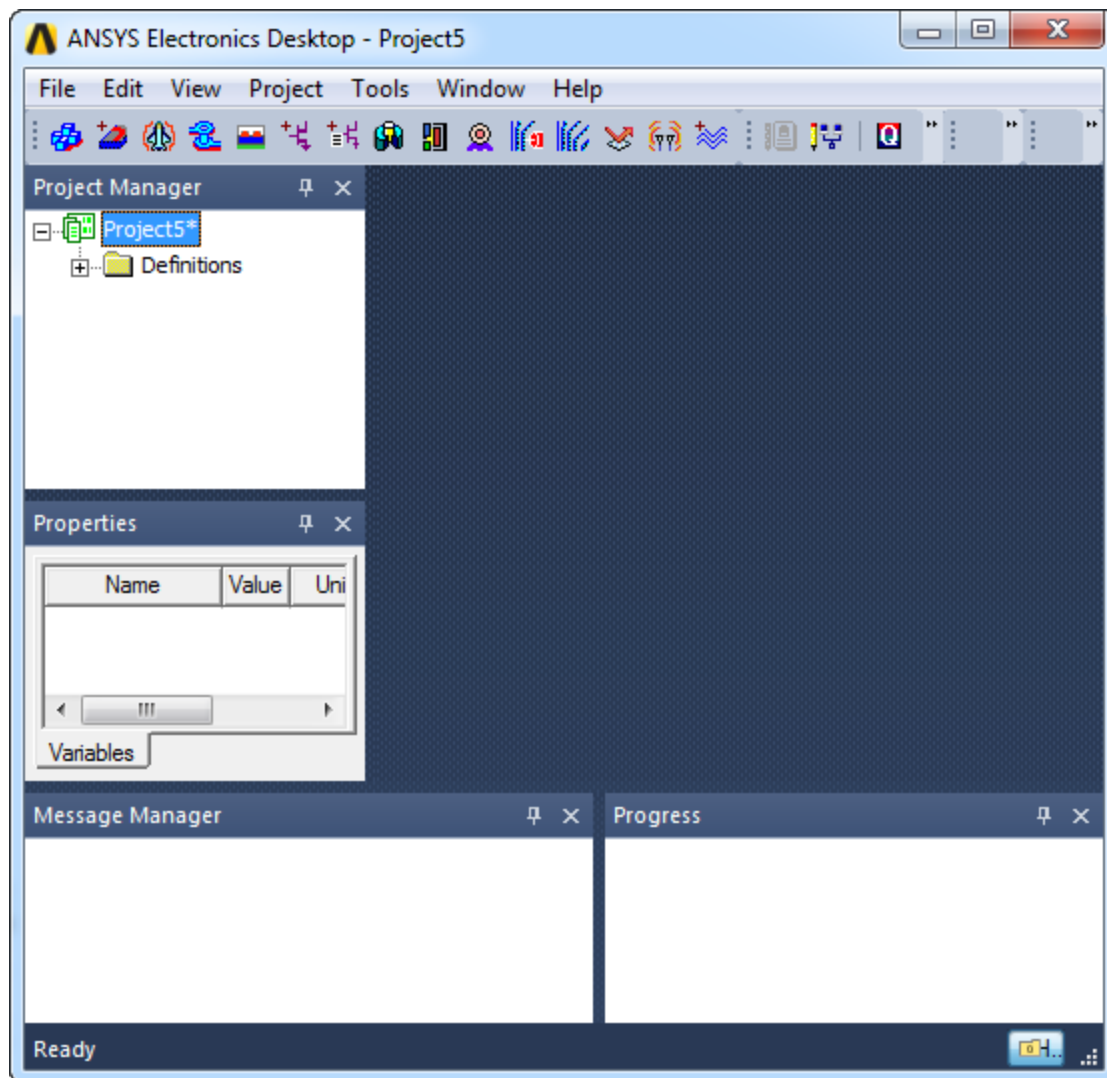 ANSYS Electronics Desktop - Project5
File Edit View Project Tools Window Help
Project Manager
Project5*
Definitions
Properties
Name Value Uni
Variables
Message Manager
Progress
Ready